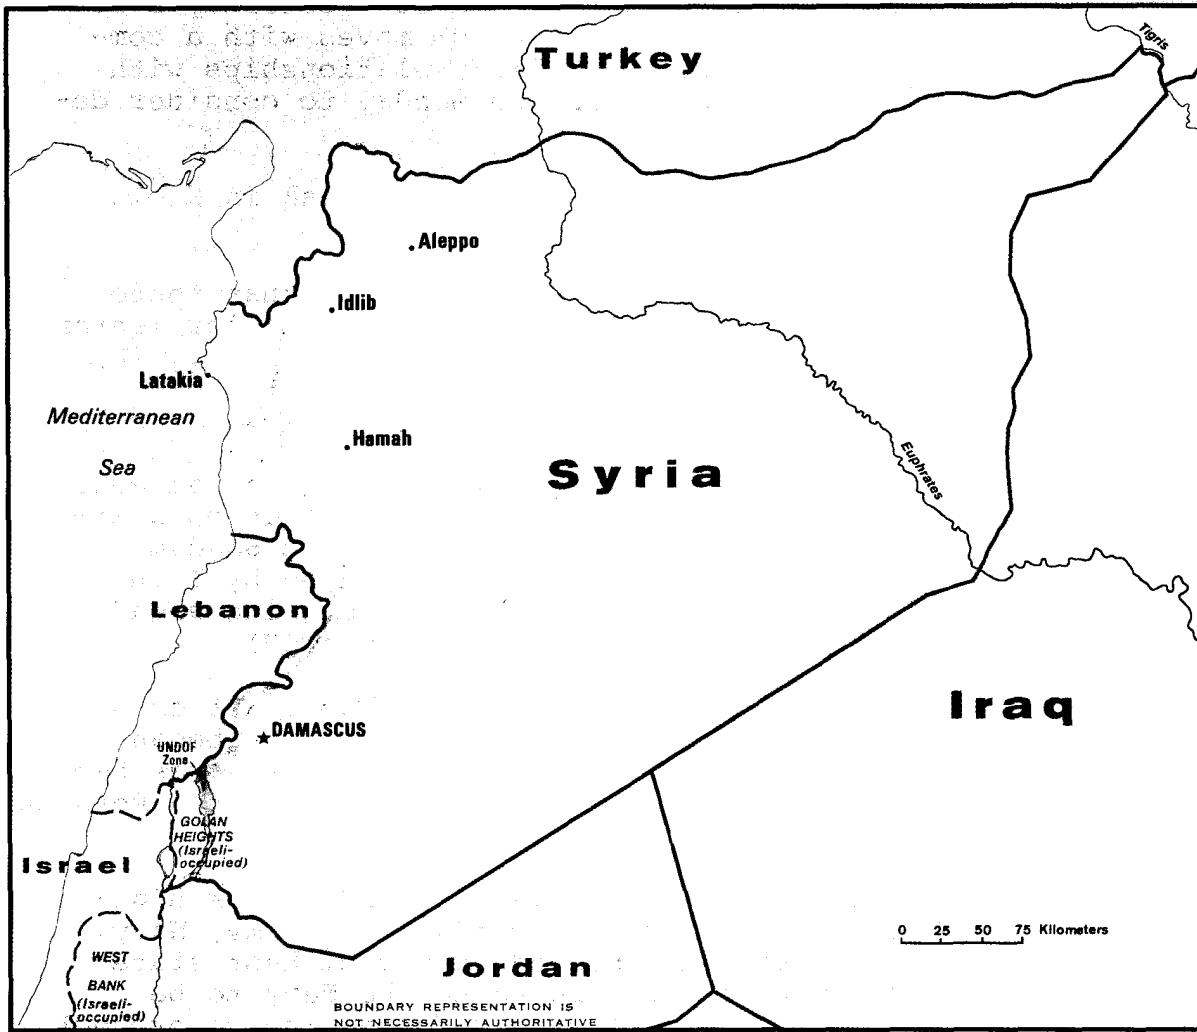 Turkey
Tigris
Aleppo
Idlib
Latakia
Mediterranean
Sea
Hamah
Syria
Euphrates
Lebanon
Iraq
DAMASCUS
UNDOF
Zone
GOLAN
HEIGHTS
(Israeli-
occupied)
Israel
WEST
BANK
(Israeli-
occupied)
Jordan
0 25 50 75 Kilometers
BOUNDARY REPRESENTATION IS
NOT NECESSARILY AUTHORITATIVE